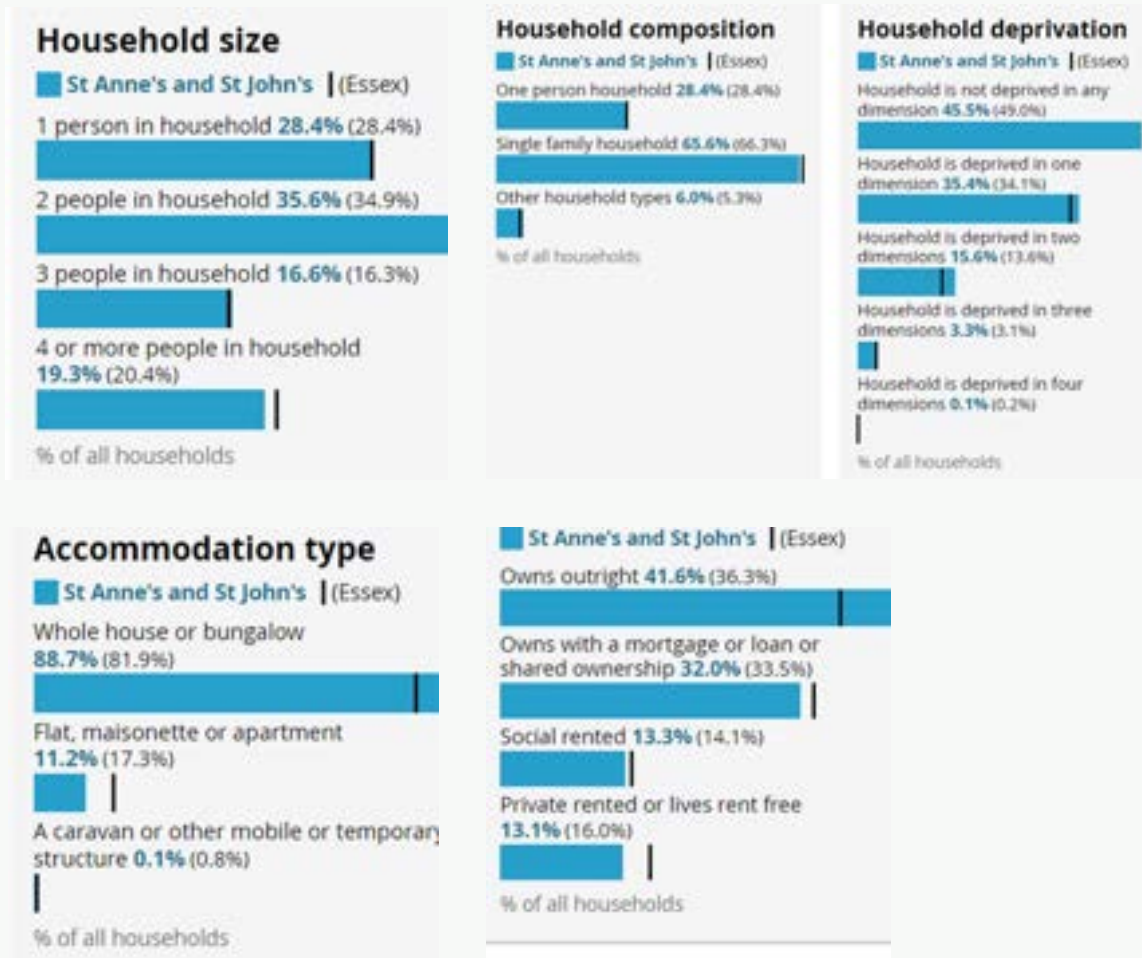 Household size
St Anne's and St John's (Essex)
1 person in household 28.4% (28.4%)
2 people in household 35.6% (34.9%)
3 people in household 16.6% (16.3%)
4 or more people in household
19.3% (20.4%)
% of all households
Household composition
St Anne's and St John's (Essex)
One person household 28.4% (28.4%)
Single family household 65.6% (66.3%)
Other household types 6.0% (5.3%)
% of all households
Household deprivation
St Anne's and St John's (Essex)
Household is not deprived in any
dimension 45.5% (49.0%)
Household is deprived in one
dimension 35.4% (34.1%)
Household is deprived in two
dimensions 15.6% (13.6%)
Household is deprived in three
dimensions 3.3% (3.1%)
Household is deprived in four
dimensions 0.1% (0.2%)
% of all households
Accommodation type
St Anne's and St John's (Essex)
Whole house or bungalow
88.7% (81.9%)
Flat, maisonette or apartment
11.2% (17.3%)
A caravan or other mobile or temporary
structure 0.1% (0.8%)
% of all households
St Anne's and St John's (Essex)
Owns outright 41.6% (36.3%)
Owns with a mortgage or loan or
shared ownership 32.0% (33.5%)
Social rented 13.3% (14.1%)
Private rented or lives rent free
13.1% (16.0%)
% of all households